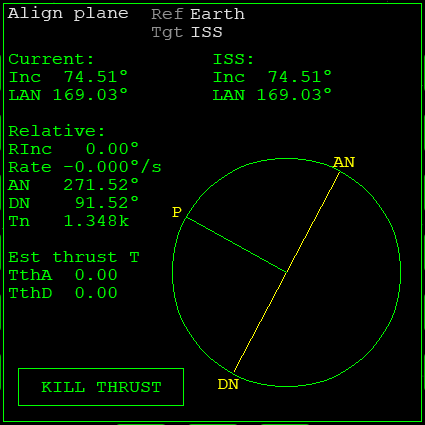 Align plane Ref Earth
Tgt ISS
Current: ISS:
Inc 74.51° Inc 74.51°
LAN 169.03° LAN 169.03°
Relative:
RInc 0.00°
Rate -0.000°/s
AN 271.52°
DN 91.52°
Tn 1.348k
Est thrust T
TthA 0.00
TthD 0.00
AN
P
DN
KILL THRUST